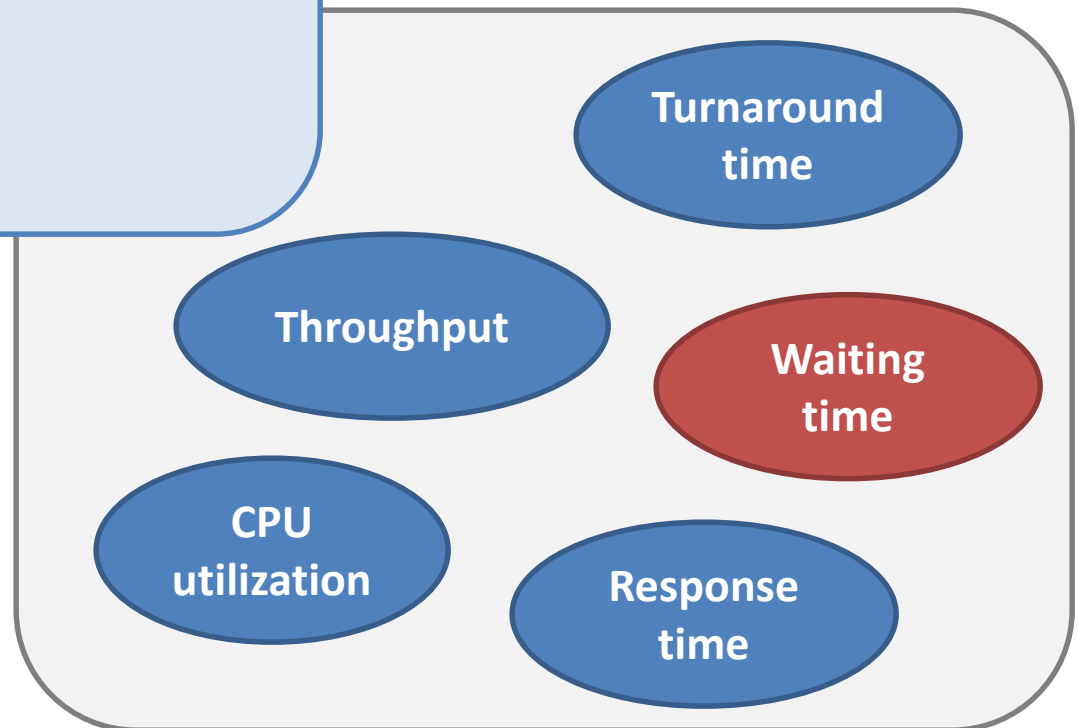 Turnaround
time
Throughput
Waiting
time
CPU
utilization
Response
time